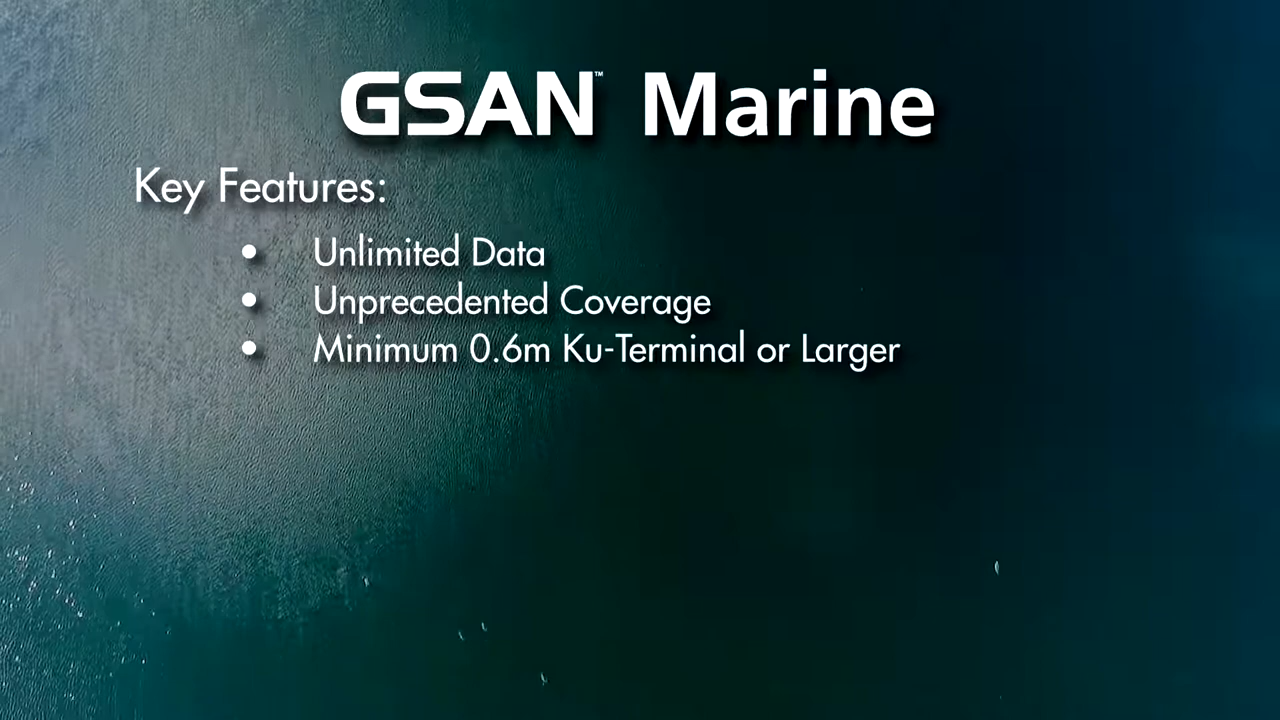 GSAN™ Marine
Key Features:
• Unlimited Data
• Unprecedented Coverage
• Minimum 0.6m Ku-Terminal or Larger